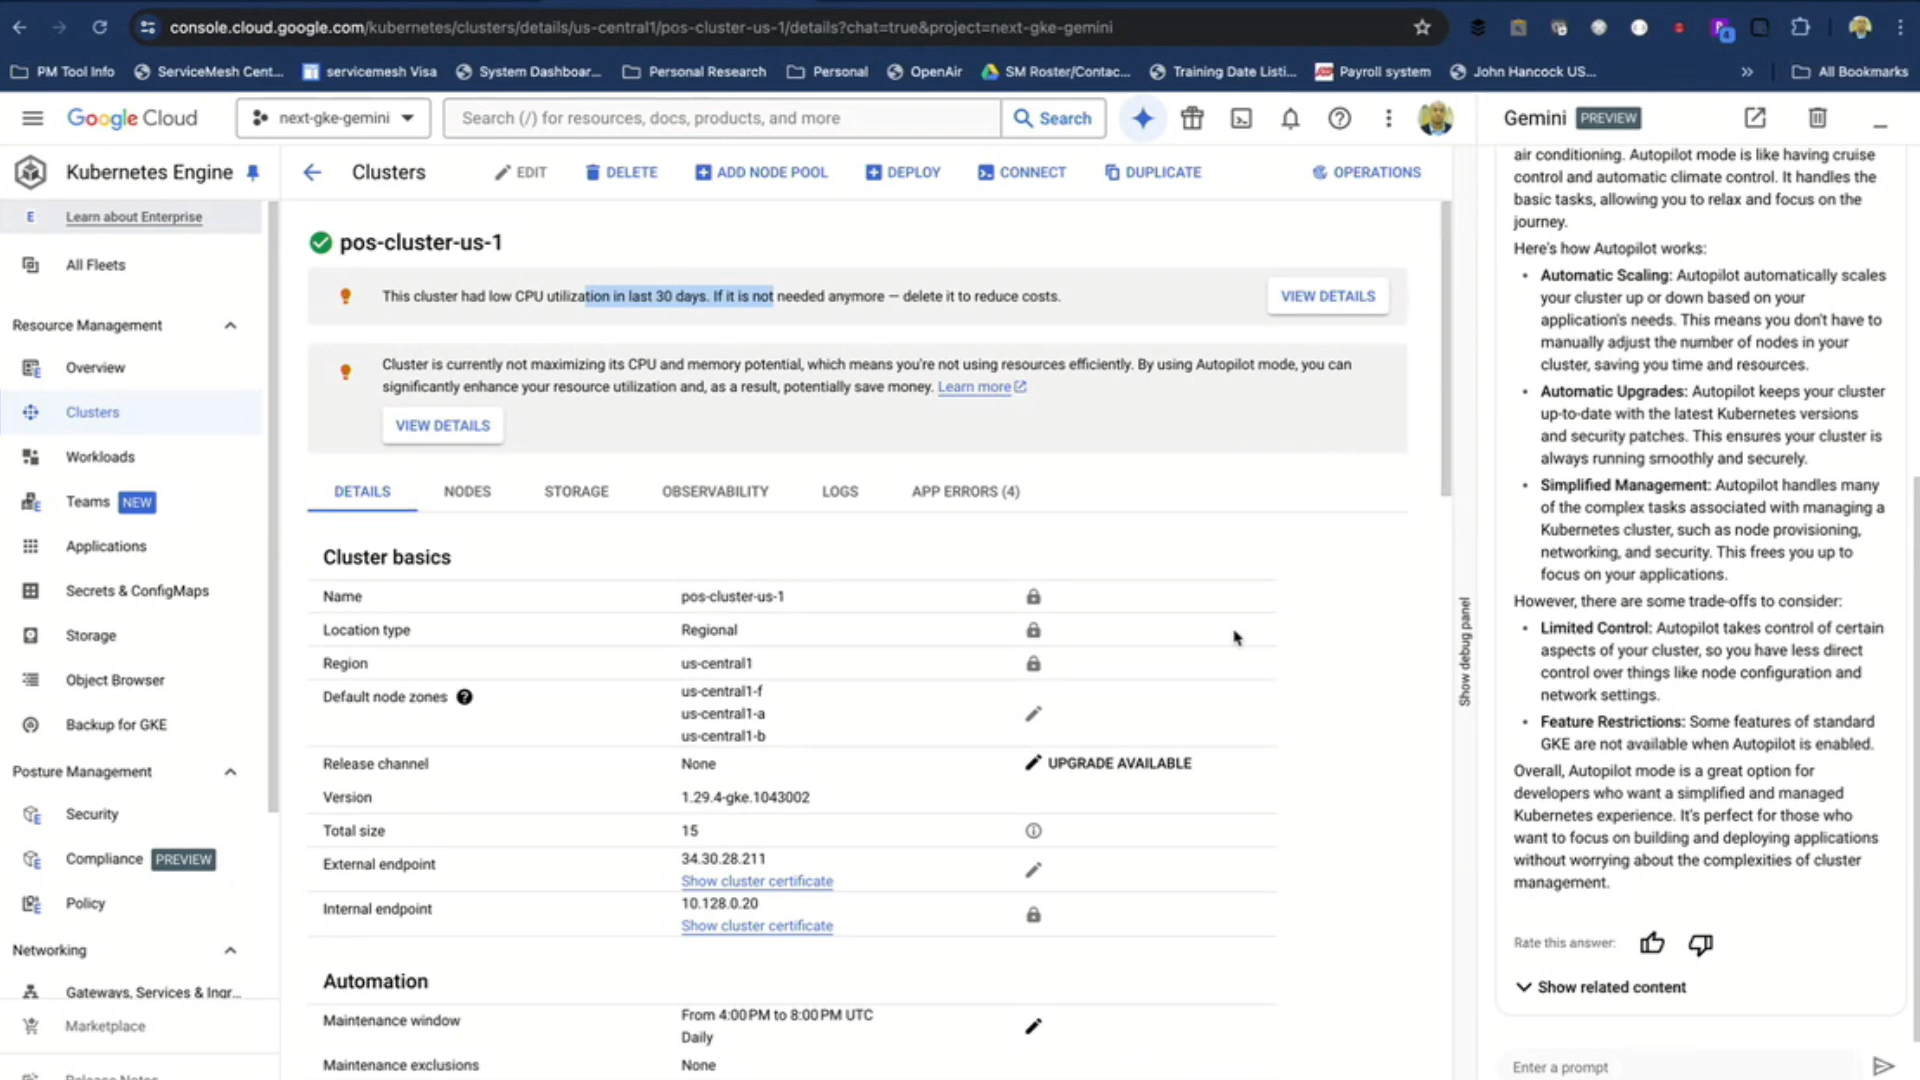 console.cloud.google.com/kubernetes/clusters/details/us-central1/pos-cluster-us-1/details?chat=true&project=next-gke-gemini
PM Tool Info
ServiceMesh Cent...
servicemesh Visa
System Dashboar...
Personal Research
Personal
OpenAir
SM Roster/Contac...
Training Date Listi...
Payroll system
John Hancock US...
»
All Bookmarks
Google Cloud
next-gke-gemini
Search (/) for resources, docs, products, and more
Search
Kubernetes Engine
E Learn about Enterprise
All Fleets
Resource Management
Overview
Clusters
Workloads
Teams NEW
Applications
Secrets & ConfigMaps
Storage
Object Browser
Backup for GKE
Posture Management
Security
Compliance PREVIEW
Policy
Networking
Gateways, Services & Ingr...
Marketplace
Release Notes
Clusters
EDIT
DELETE
ADD NODE POOL
DEPLOY
CONNECT
DUPLICATE
OPERATIONS
pos-cluster-us-1
This cluster had low CPU utilization in last 30 days. If it is not needed anymore — delete it to reduce costs.
VIEW DETAILS
Cluster is currently not maximizing its CPU and memory potential, which means you're not using resources efficiently. By using Autopilot mode, you can
significantly enhance your resource utilization and, as a result, potentially save money. Learn more
VIEW DETAILS
DETAILS
NODES
STORAGE
OBSERVABILITY
LOGS
APP ERRORS (4)
Cluster basics
Name pos-cluster-us-1
Location type Regional
Region us-central1
Default node zones us-central1-f
us-central1-a
us-central1-b
Release channel None UPGRADE AVAILABLE
Version 1.29.4-gke.1043002
Total size 15
External endpoint 34.30.28.211
Show cluster certificate
Internal endpoint 10.128.0.20
Show cluster certificate
Automation
Maintenance window From 4:00 PM to 8:00 PM UTC
Daily
Maintenance exclusions None
Show debug panel
Gemini PREVIEW
air conditioning. Autopilot mode is like having cruise
control and automatic climate control. It handles the
basic tasks, allowing you to relax and focus on the
journey.
Here's how Autopilot works:
• Automatic Scaling: Autopilot automatically scales
your cluster up or down based on your
application's needs. This means you don't have to
manually adjust the number of nodes in your
cluster, saving you time and resources.
• Automatic Upgrades: Autopilot keeps your cluster
up-to-date with the latest Kubernetes versions
and security patches. This ensures your cluster is
always running smoothly and securely.
• Simplified Management: Autopilot handles many
of the complex tasks associated with managing a
Kubernetes cluster, such as node provisioning,
networking, and security. This frees you up to
focus on your applications.
However, there are some trade-offs to consider:
• Limited Control: Autopilot takes control of certain
aspects of your cluster, so you have less direct
control over things like node configuration and
network settings.
• Feature Restrictions: Some features of standard
GKE are not available when Autopilot is enabled.
Overall, Autopilot mode is a great option for
developers who want a simplified and managed
Kubernetes experience. It's perfect for those who
want to focus on building and deploying applications
without worrying about the complexities of cluster
management.
Rate this answer:
Show related content
Enter a prompt